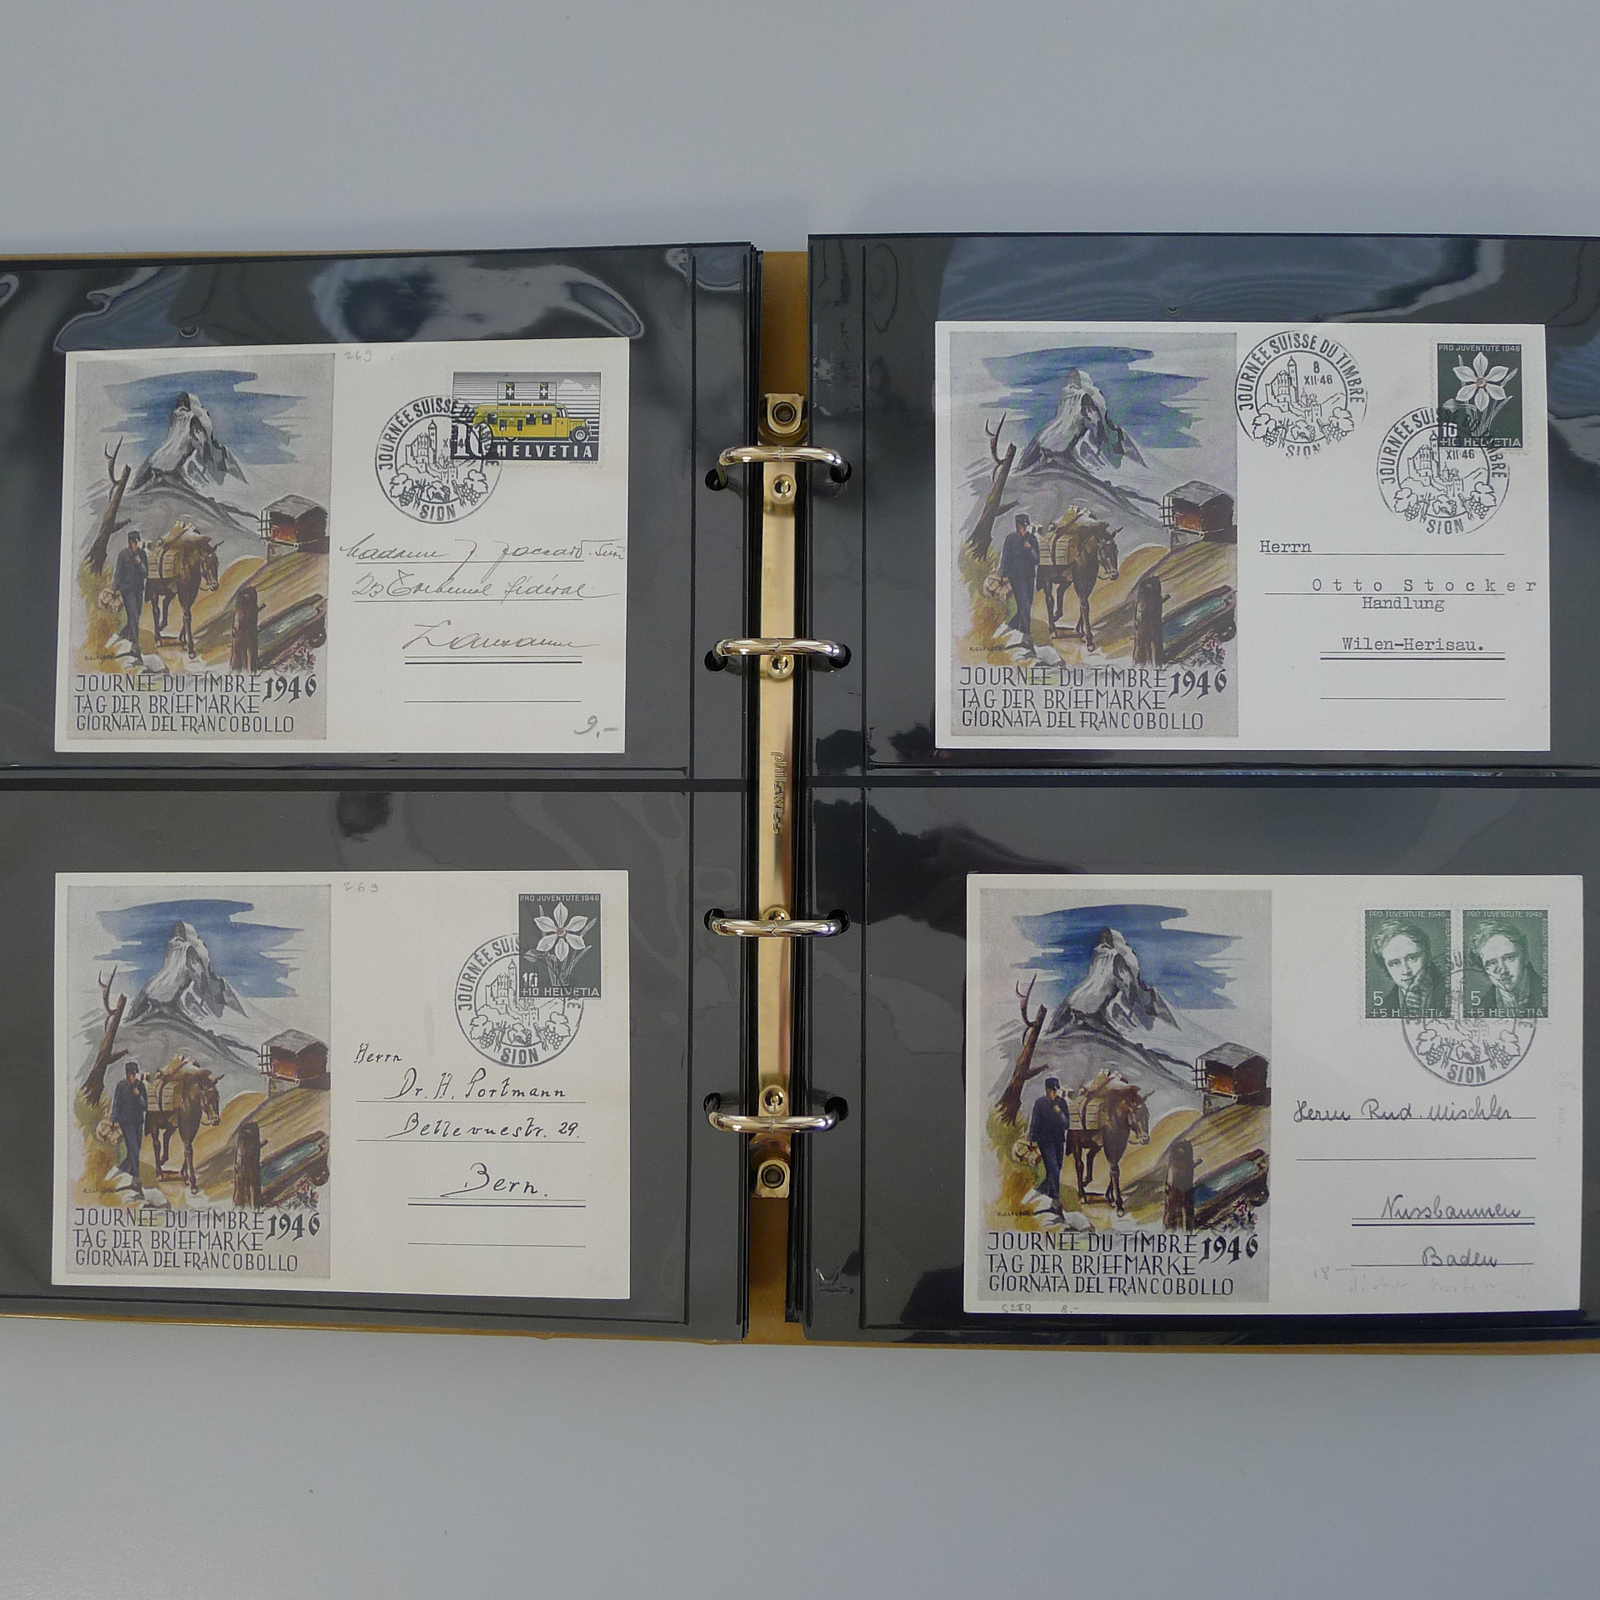 269
JOURNÉE SUISSE DU TIMBRE
SION
10 HELVETIA
Madame J. Jaccard
Lausanne
JOURNÉE DU TIMBRE 1946
TAG DER BRIEFMARKE
GIORNATA DEL FRANCOBOLLO
9.-
JOURNÉE SUISSE DU TIMBRE
8
XII·46
SION
PRO JUVENTUTE 1946
10
+10 HELVETIA
JOURNÉE SUISSE DU TIMBRE
XII·46
SION
Herrn
Otto Stocker
Handlung
Wilen-Herisau.
JOURNÉE DU TIMBRE 1946
TAG DER BRIEFMARKE
GIORNATA DEL FRANCOBOLLO
269
PRO JUVENTUTE 1946
10
+10 HELVETIA
JOURNÉE SUISSE
SION
Herrn
Dr. H. Portmann
Bellevuestr. 29.
Bern.
JOURNÉE DU TIMBRE 1946
TAG DER BRIEFMARKE
GIORNATA DEL FRANCOBOLLO
PRO JUVENTUTE 1946
5
+5 HELVETIA
PRO JUVENTUTE 1946
5
+5 HELVETIA
SION
Herrn Rud. Mischler
Nussbaumen
Baden
JOURNÉE DU TIMBRE 1946
TAG DER BRIEFMARKE
GIORNATA DEL FRANCOBOLLO
8.-